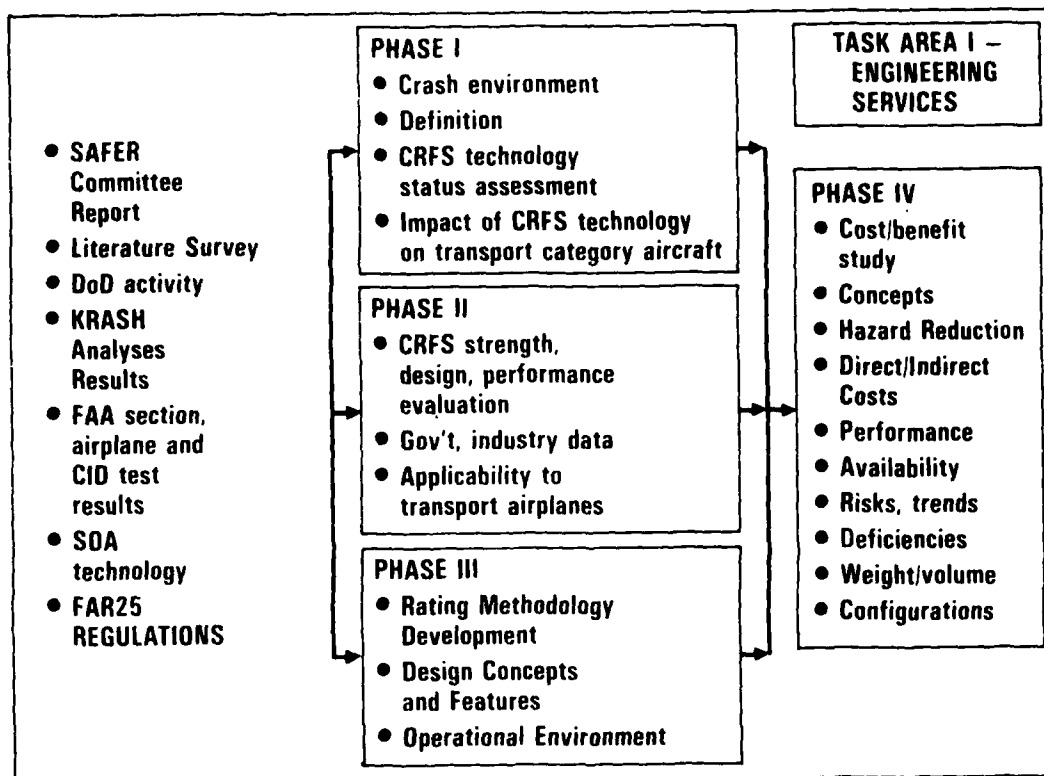 ● SAFER
Committee
Report
● Literature Survey
● DoD activity
● KRASH
Analyses
Results
● FAA section,
airplane and
CID test
results
● SOA
technology
● FAR25
REGULATIONS
PHASE I
● Crash environment
● Definition
● CRFS technology
status assessment
● Impact of CRFS technology
on transport category aircraft
PHASE II
● CRFS strength,
design, performance
evaluation
● Gov't, industry data
● Applicability to
transport airplanes
PHASE III
● Rating Methodology
Development
● Design Concepts
and Features
● Operational Environment
TASK AREA I –
ENGINEERING
SERVICES
PHASE IV
● Cost/benefit
study
● Concepts
● Hazard Reduction
● Direct/Indirect
Costs
● Performance
● Availability
● Risks, trends
● Deficiencies
● Weight/volume
● Configurations